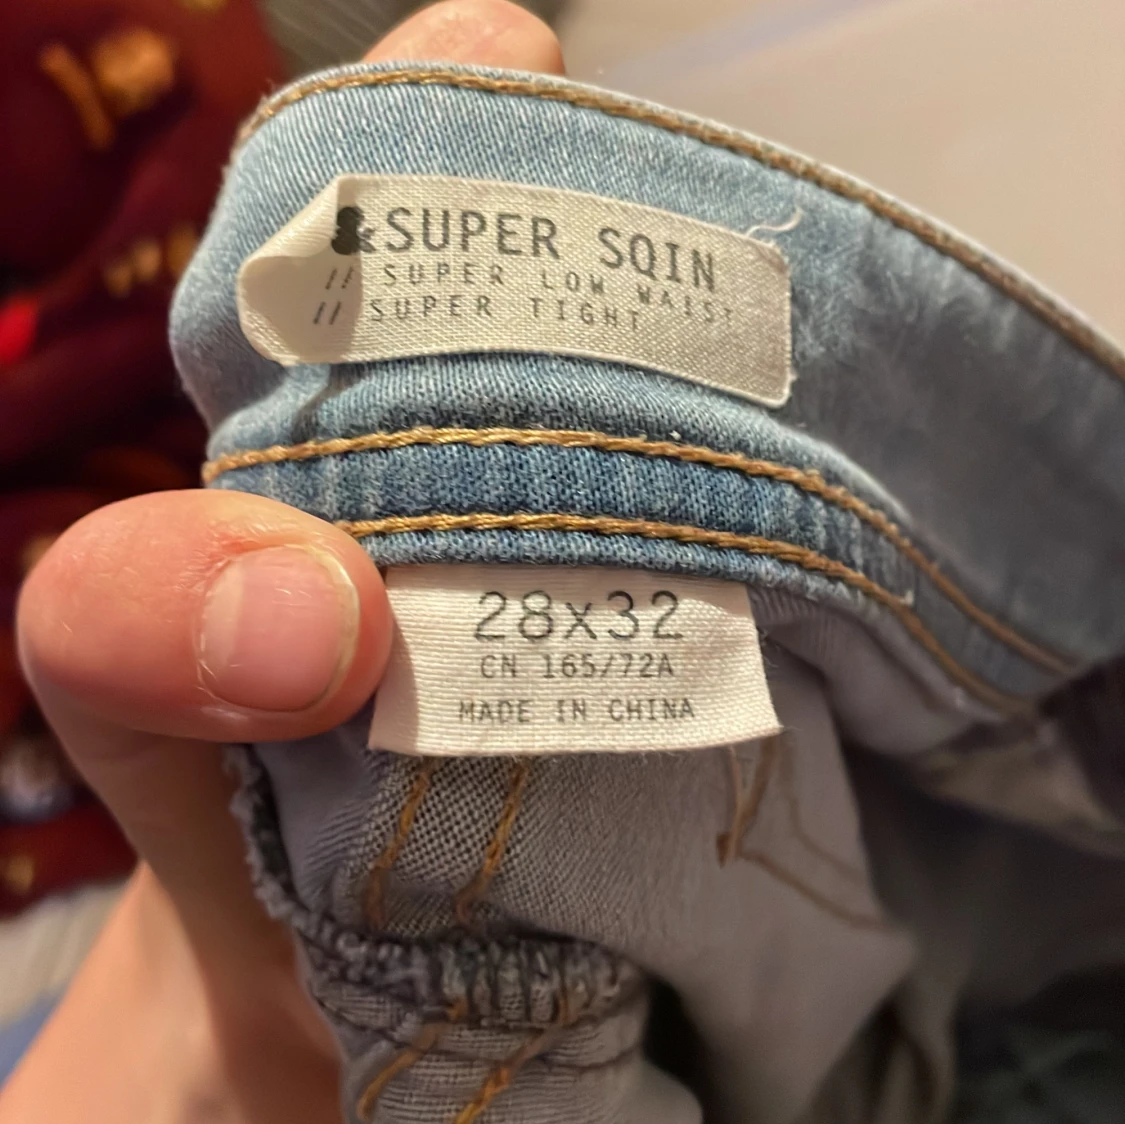 &SUPER SQIN
// SUPER LOW WAIST
// SUPER TIGHT
28x32
CN 165/72A
MADE IN CHINA